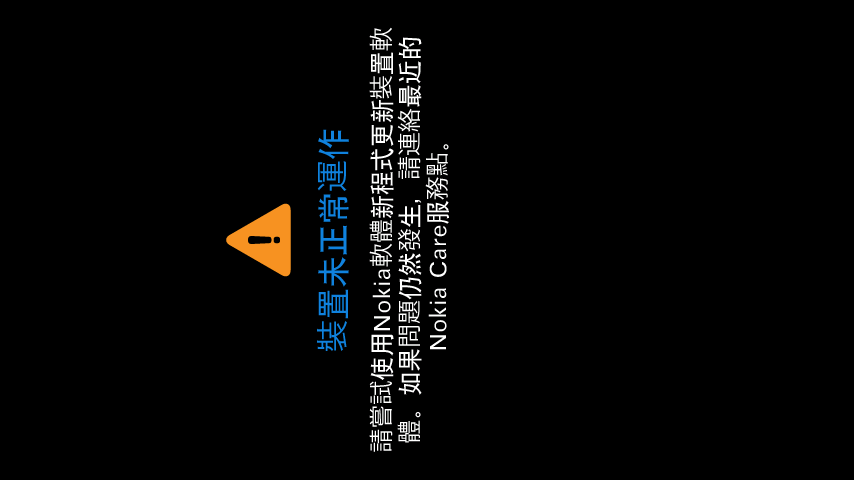 裝置未正常運作
請嘗試使用Nokia軟體新程式更新裝置軟
體。如果問題仍然發生，請連絡最近的
Nokia Care服務點。